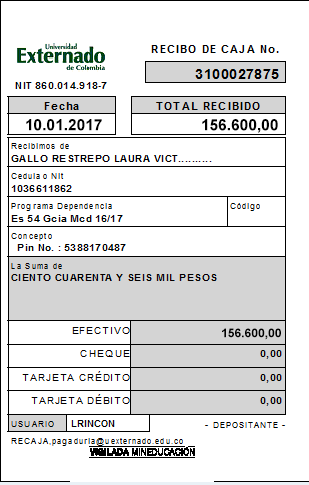 Universidad
Externado
de Colombia
NIT 860.014.918-7
RECIBO DE CAJA No.
3100027875
Fecha
10.01.2017
TOTAL RECIBIDO
156.600,00
Recibimos de
GALLO RESTREPO LAURA VICT..........
Cedula o Nit
1036611862
Programa Dependencia
Es 54 Gcia Mcd 16/17
Código
Concepto
Pin No. : 5388170487
La Suma de
CIENTO CUARENTA Y SEIS MIL PESOS
EFECTIVO 156.600,00
CHEQUE 0,00
TARJETA CRÉDITO 0,00
TARJETA DÉBITO 0,00
USUARIO LRINCON - DEPOSITANTE -
RECAJA,pagaduria@uexternado.edu.co
VIGILADA MINEDUCACIÓN